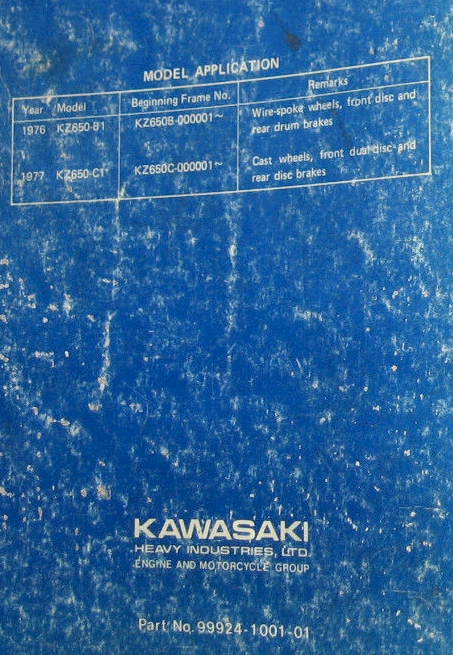 MODEL APPLICATION
Year Model Beginning Frame No. Remarks
1976 KZ650-B1 KZ650B-000001~ Wire-spoke wheels, front disc and
rear drum brakes
1977 KZ650-C1 KZ650C-000001~ Cast wheels, front dual disc and
rear disc brakes
KAWASAKI
HEAVY INDUSTRIES, LTD.
ENGINE AND MOTORCYCLE GROUP
Part No. 99924-1001-01